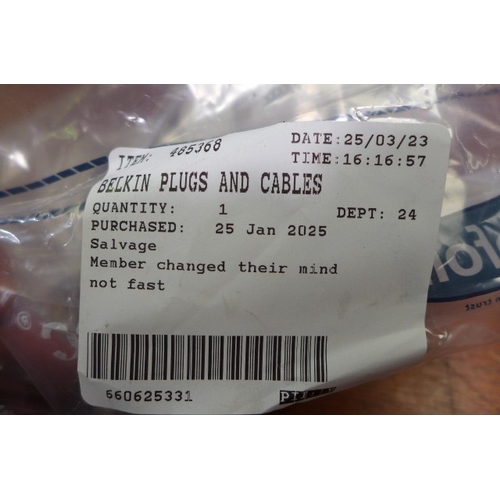 ITEM: 485368
DATE:25/03/23
TIME:16:16:57
BELKIN PLUGS AND CABLES
QUANTITY: 1 DEPT: 24
PURCHASED: 25 Jan 2025
Salvage
Member changed their mind
not fast
660625331